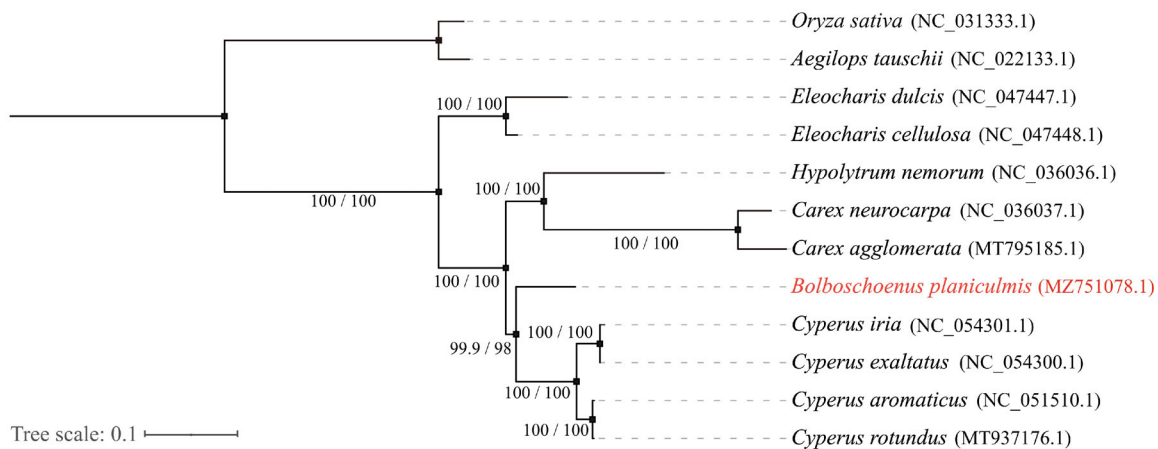 Oryza sativa (NC_031333.1)
Aegilops tauschii (NC_022133.1)
100 / 100
Eleocharis dulcis (NC_047447.1)
Eleocharis cellulosa (NC_047448.1)
Hypolytrum nemorum (NC_036036.1)
100 / 100
100 / 100
Carex neurocarpa (NC_036037.1)
100 / 100
Carex agglomerata (MT795185.1)
100 / 100
Bolboschoenus planiculmis (MZ751078.1)
100 / 100
Cyperus iria (NC_054301.1)
99.9 / 98
Cyperus exaltatus (NC_054300.1)
100 / 100
Cyperus aromaticus (NC_051510.1)
100 / 100
Cyperus rotundus (MT937176.1)
Tree scale: 0.1